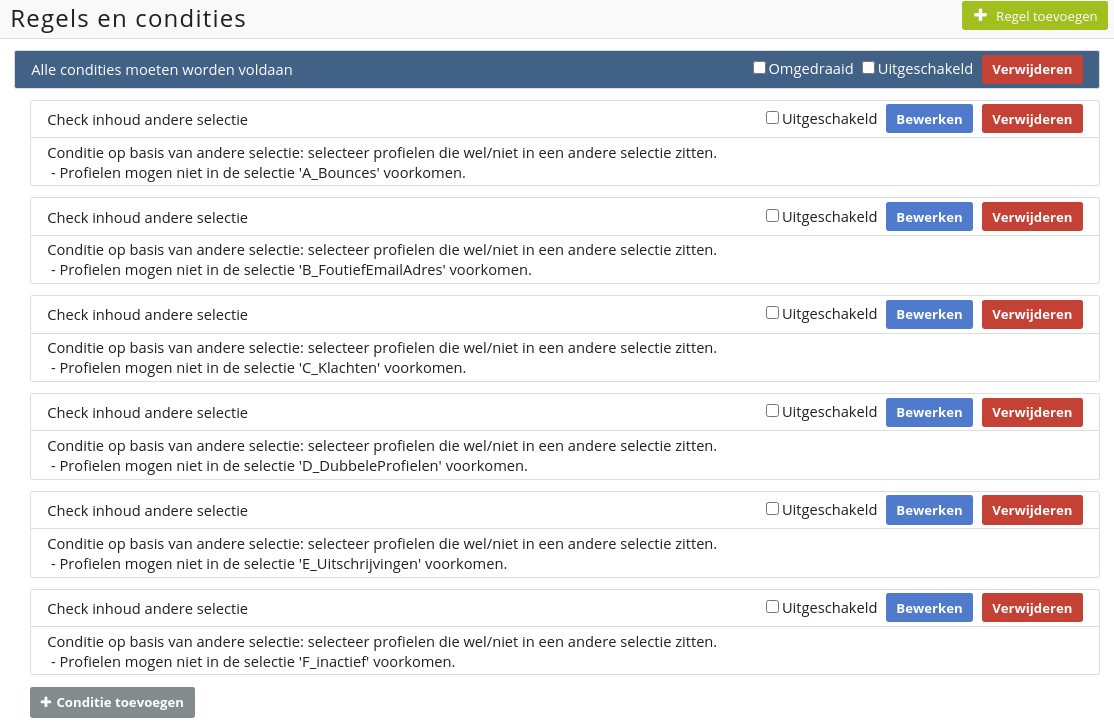 Regels en condities
Regel toevoegen
Alle condities moeten worden voldaan Omgedraaid Uitgeschakeld Verwijderen
Check inhoud andere selectie Uitgeschakeld Bewerken Verwijderen
Conditie op basis van andere selectie: selecteer profielen die wel/niet in een andere selectie zitten.
- Profielen mogen niet in de selectie 'A_Bounces' voorkomen.
Check inhoud andere selectie Uitgeschakeld Bewerken Verwijderen
Conditie op basis van andere selectie: selecteer profielen die wel/niet in een andere selectie zitten.
- Profielen mogen niet in de selectie 'B_FoutiefEmailAdres' voorkomen.
Check inhoud andere selectie Uitgeschakeld Bewerken Verwijderen
Conditie op basis van andere selectie: selecteer profielen die wel/niet in een andere selectie zitten.
- Profielen mogen niet in de selectie 'C_Klachten' voorkomen.
Check inhoud andere selectie Uitgeschakeld Bewerken Verwijderen
Conditie op basis van andere selectie: selecteer profielen die wel/niet in een andere selectie zitten.
- Profielen mogen niet in de selectie 'D_DubbeleProfielen' voorkomen.
Check inhoud andere selectie Uitgeschakeld Bewerken Verwijderen
Conditie op basis van andere selectie: selecteer profielen die wel/niet in een andere selectie zitten.
- Profielen mogen niet in de selectie 'E_Uitschrijvingen' voorkomen.
Check inhoud andere selectie Uitgeschakeld Bewerken Verwijderen
Conditie op basis van andere selectie: selecteer profielen die wel/niet in een andere selectie zitten.
- Profielen mogen niet in de selectie 'F_inactief' voorkomen.
Conditie toevoegen